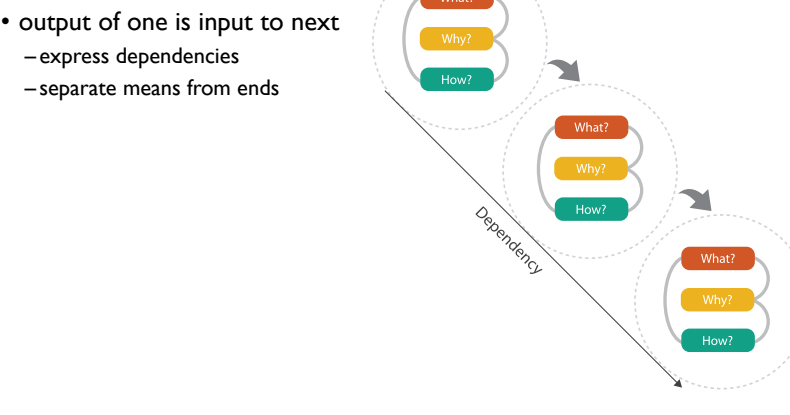 • output of one is input to next
– express dependencies
– separate means from ends
What?
Why?
How?
What?
Why?
How?
Dependency
What?
Why?
How?